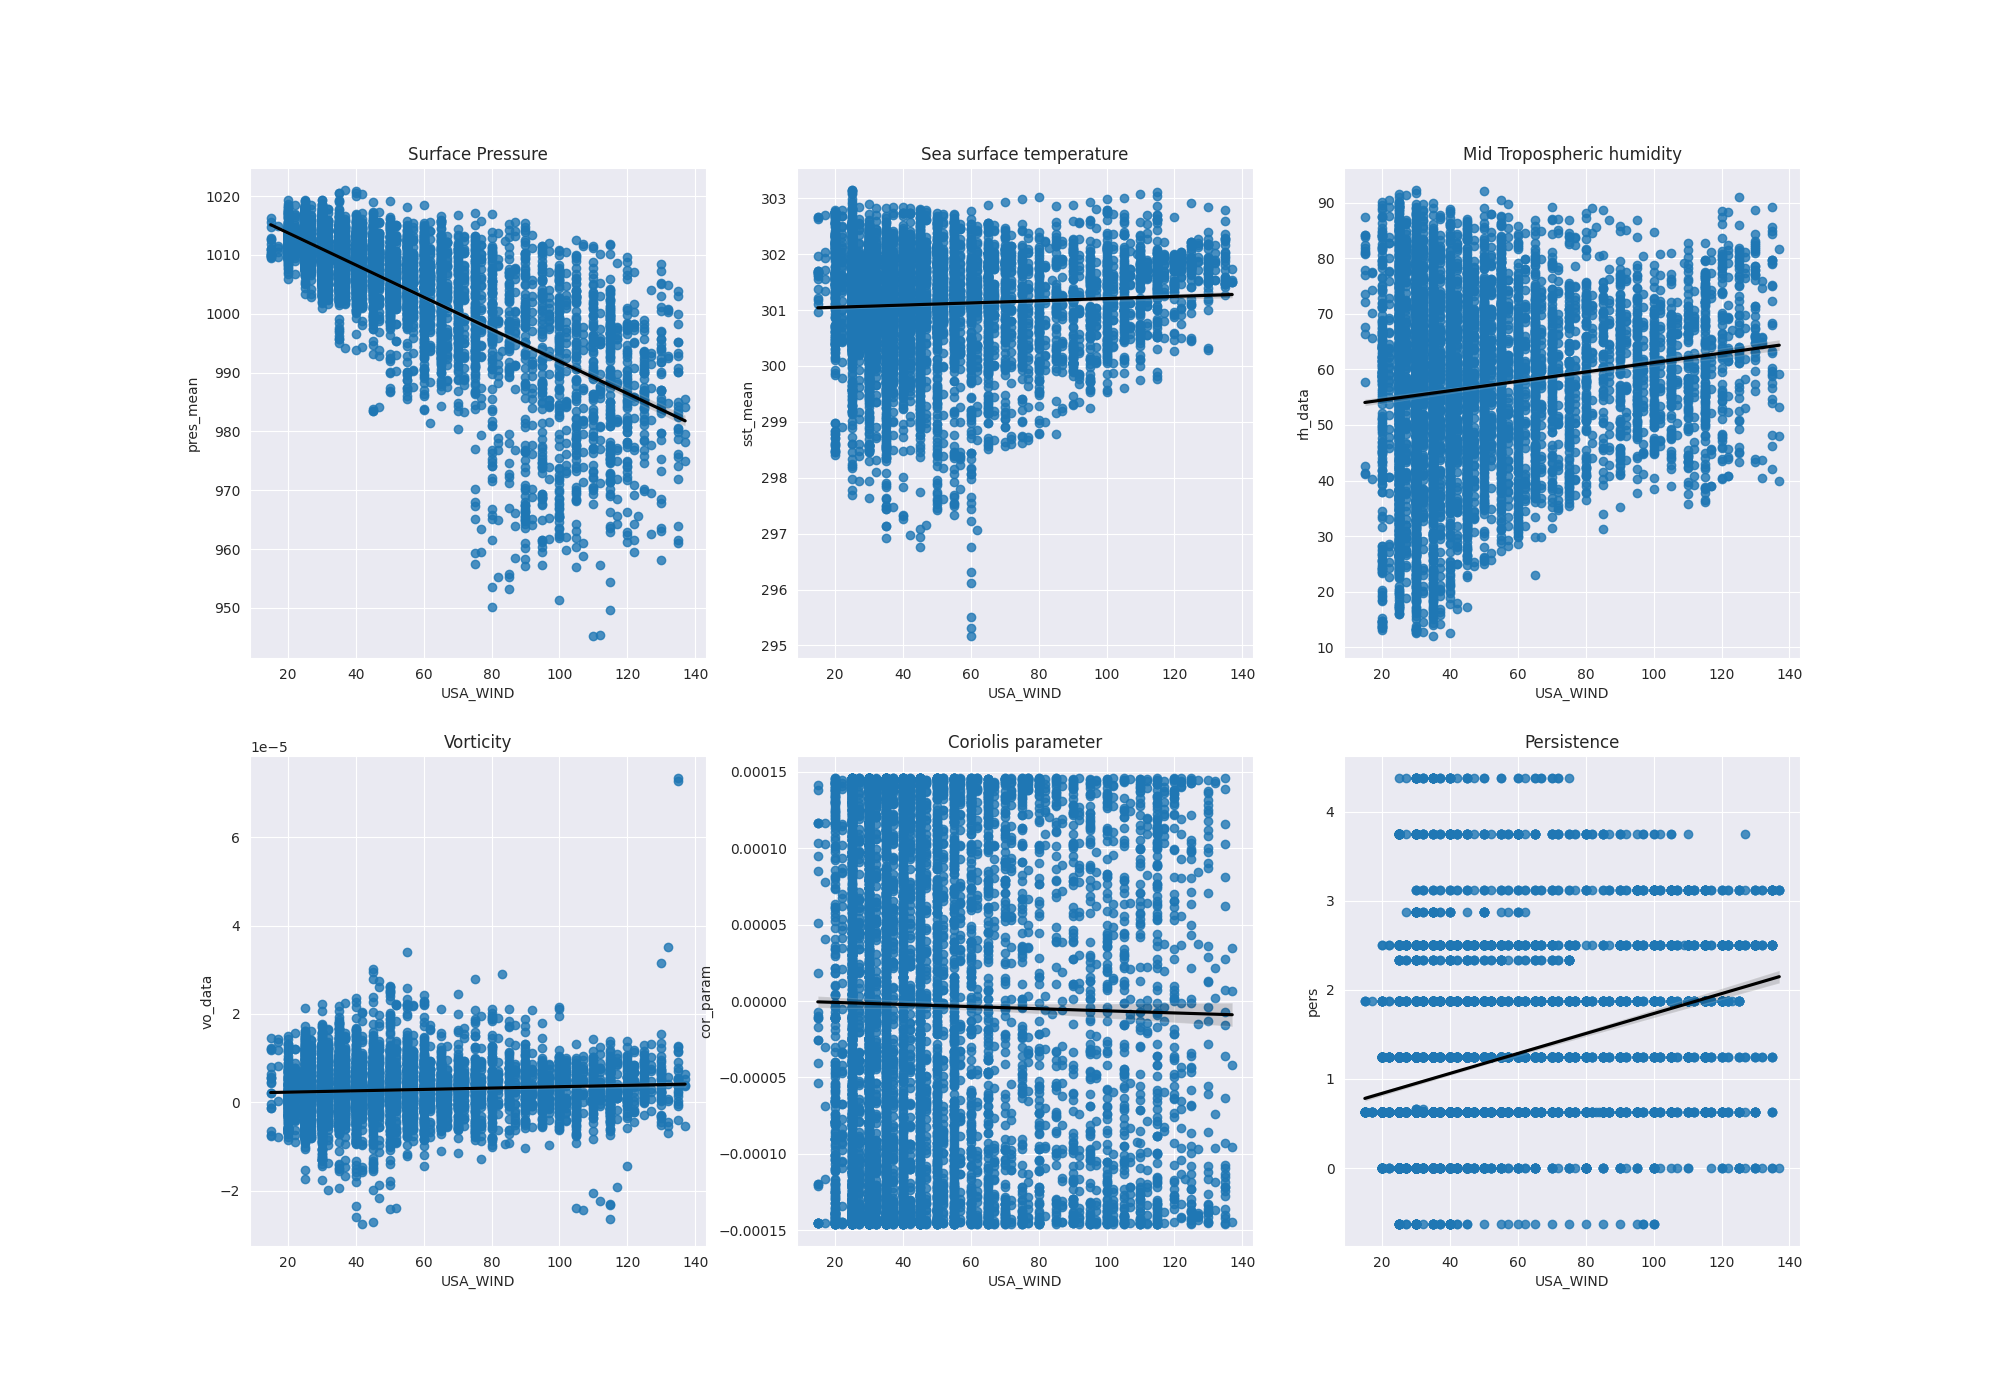 Surface Pressure
pres_mean
1020
1010
1000
990
980
970
960
950
20 40 60 80 100 120 140
USA_WIND
Sea surface temperature
sst_mean
303
302
301
300
299
298
297
296
295
20 40 60 80 100 120 140
USA_WIND
Mid Tropospheric humidity
rh_data
90
80
70
60
50
40
30
20
10
20 40 60 80 100 120 140
USA_WIND
Vorticity
1e−5
vo_data
6
4
2
0
−2
20 40 60 80 100 120 140
USA_WIND
Coriolis parameter
cor_param
0.00015
0.00010
0.00005
0.00000
−0.00005
−0.00010
−0.00015
20 40 60 80 100 120 140
USA_WIND
Persistence
pers
4
3
2
1
0
20 40 60 80 100 120 140
USA_WIND